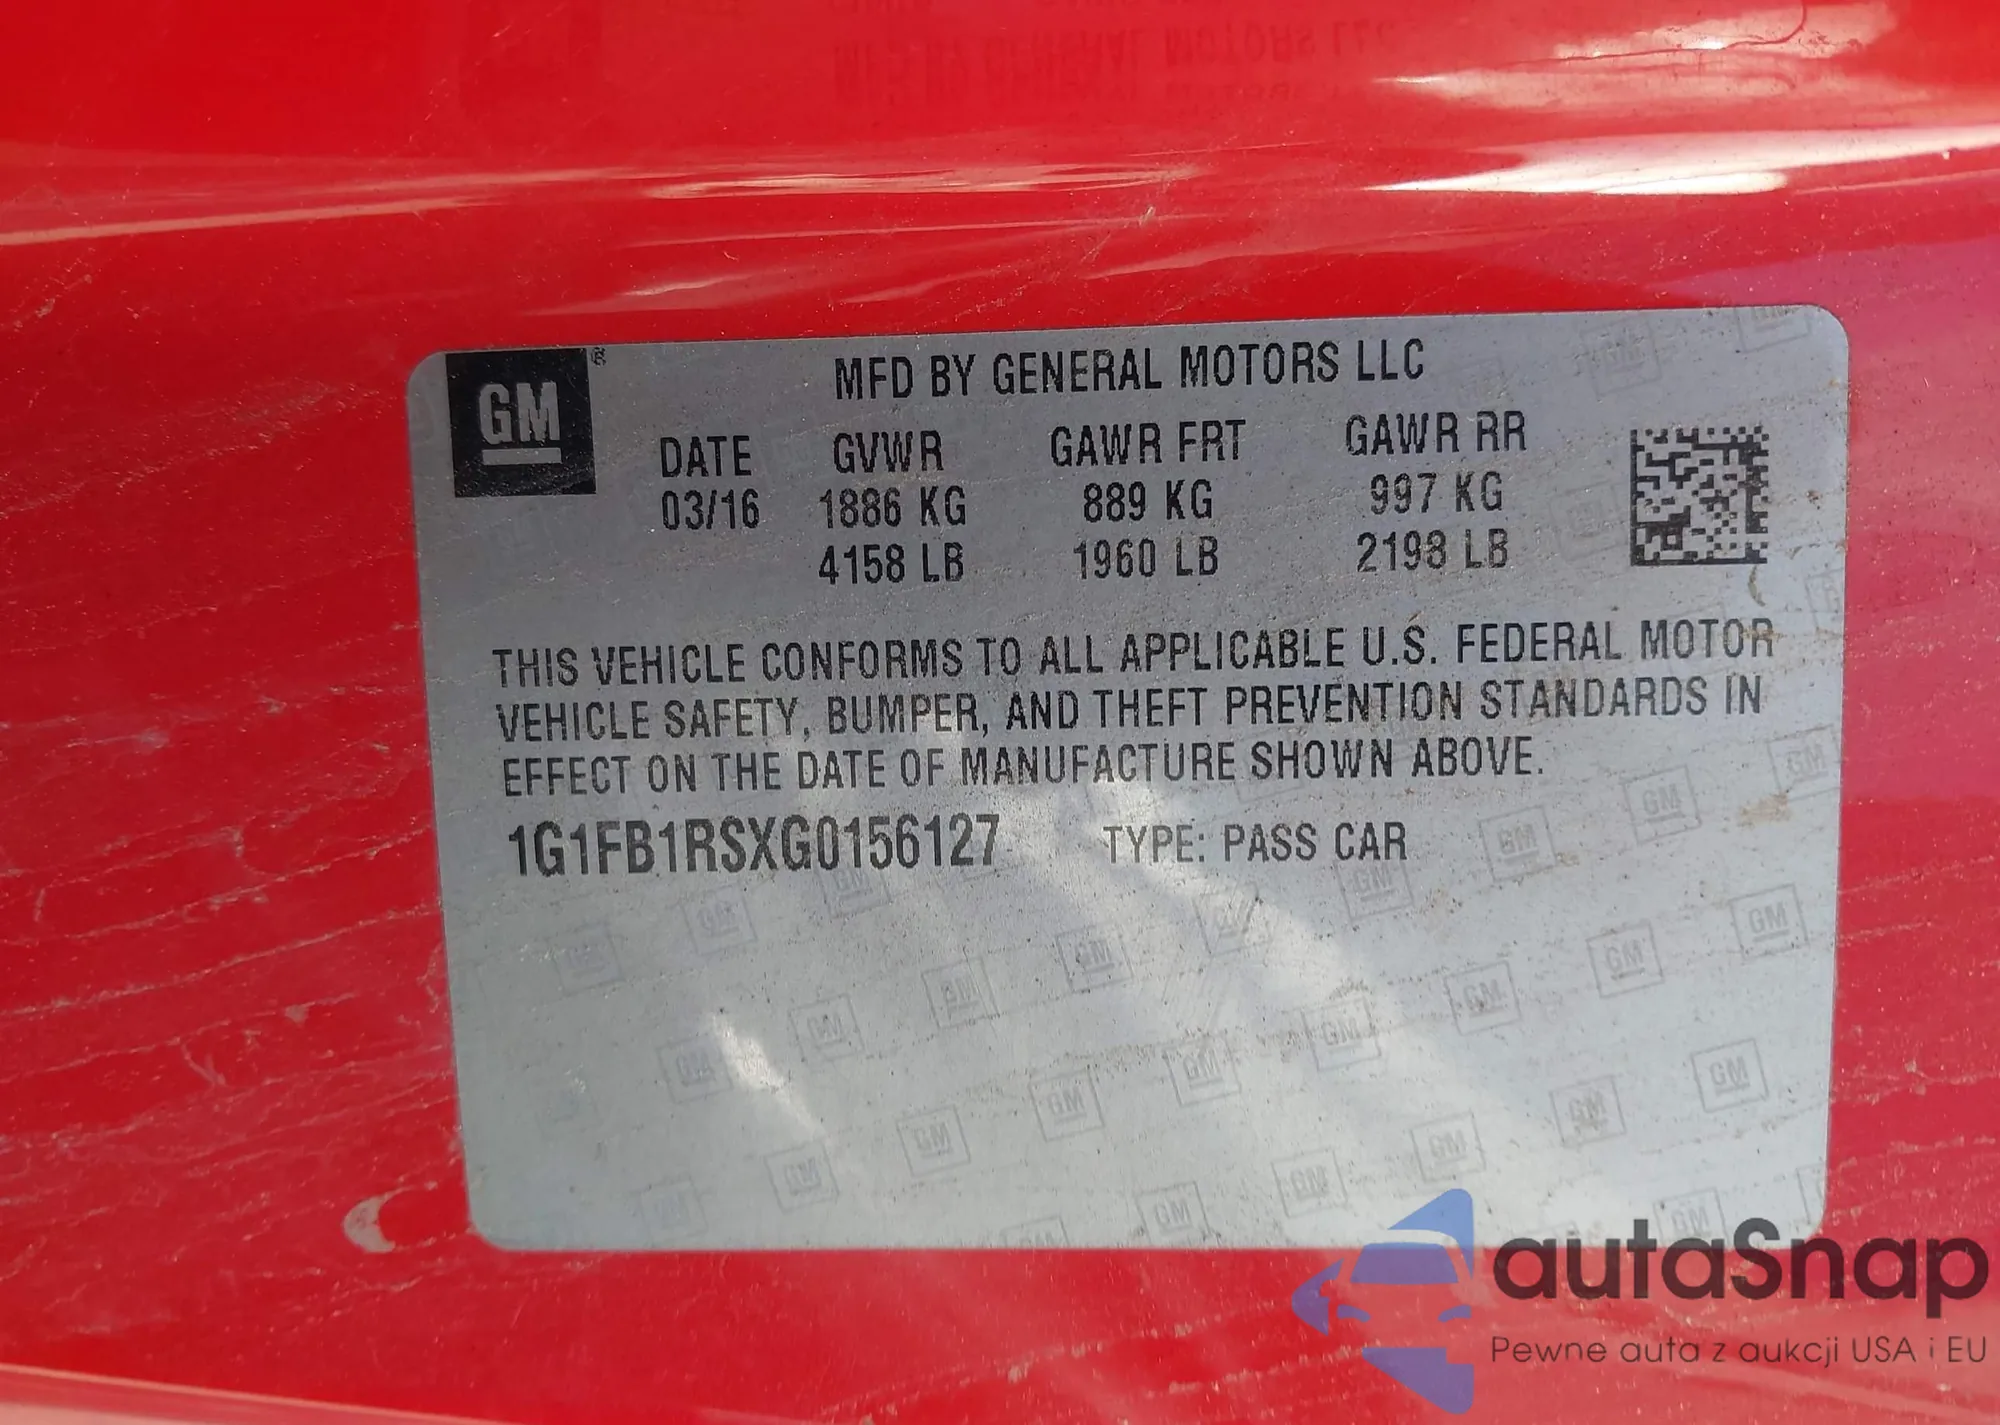 MFD BY GENERAL MOTORS LLC
GM®
DATE GVWR GAWR FRT GAWR RR
03/16 1886 KG 889 KG 997 KG
4158 LB 1960 LB 2198 LB
THIS VEHICLE CONFORMS TO ALL APPLICABLE U.S. FEDERAL MOTOR
VEHICLE SAFETY, BUMPER, AND THEFT PREVENTION STANDARDS IN
EFFECT ON THE DATE OF MANUFACTURE SHOWN ABOVE.
1G1FB1RSXG0156127 TYPE: PASS CAR
autaSnap
Pewne auta z aukcji USA i EU